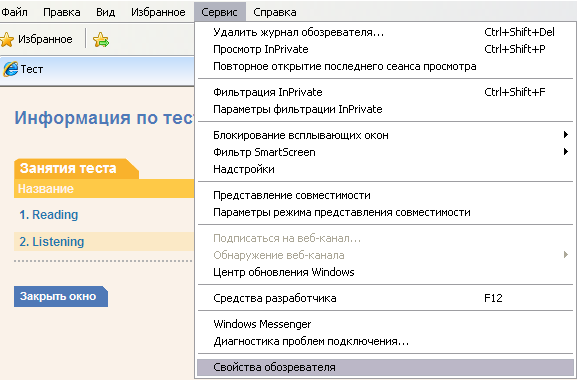 Файл Правка Вид Избранное Сервис Справка
Избранное
Тест
Информация по тес
Занятия теста
Название
1. Reading
2. Listening
Закрыть окно
Удалить журнал обозревателя... Ctrl+Shift+Del
Просмотр InPrivate Ctrl+Shift+P
Повторное открытие последнего сеанса просмотра
Фильтрация InPrivate Ctrl+Shift+F
Параметры фильтрации InPrivate
Блокирование всплывающих окон
Фильтр SmartScreen
Надстройки
Представление совместимости
Параметры режима представления совместимости
Подписаться на веб-канал...
Обнаружение веб-канала
Центр обновления Windows
Средства разработчика F12
Windows Messenger
Диагностика проблем подключения...
Свойства обозревателя